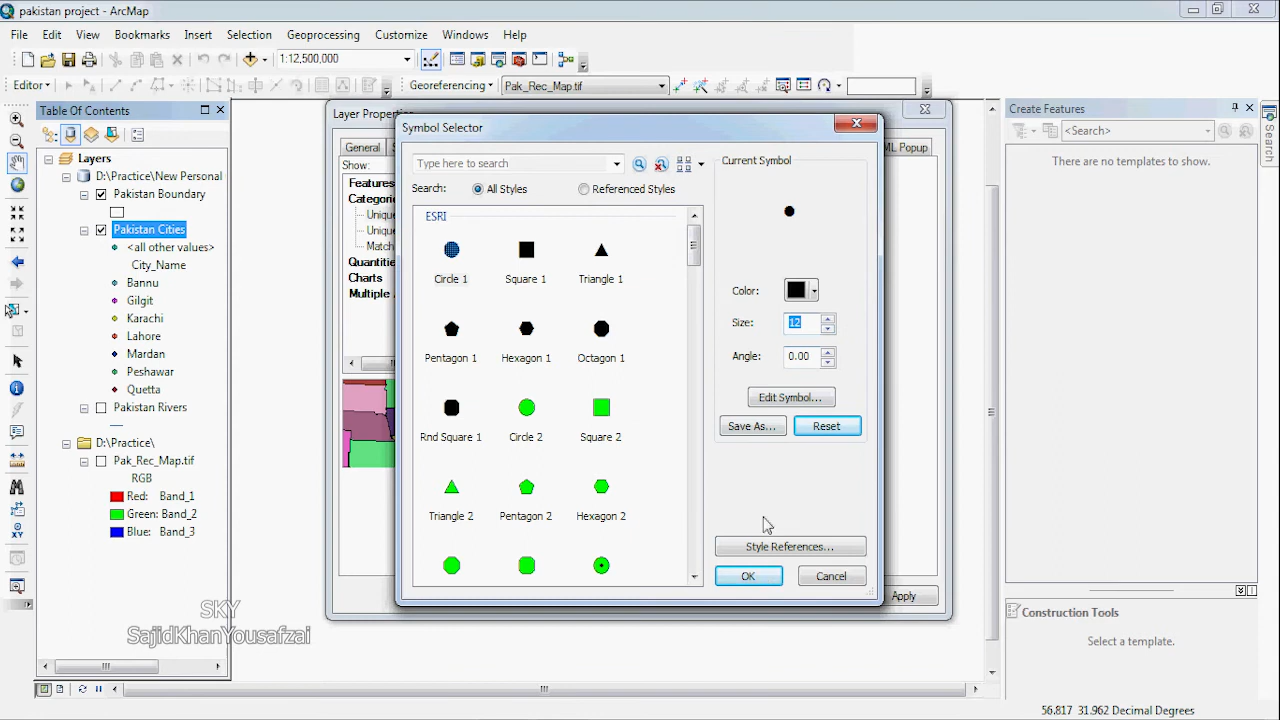 pakistan project - ArcMap
File Edit View Bookmarks Insert Selection Geoprocessing Customize Windows Help
1:12,500,000
Editor Georeferencing Pak_Rec_Map.tif
Table Of Contents
Layers
D:\Practice\New Personal
Pakistan Boundary
Pakistan Cities
<all other values>
City_Name
Bannu
Gilgit
Karachi
Lahore
Mardan
Peshawar
Quetta
Pakistan Rivers
D:\Practice\
Pak_Rec_Map.tif
RGB
Red: Band_1
Green: Band_2
Blue: Band_3
Layer Properties
General
ML Popup
Show:
Features
Categorie
Unique
Unique
Match
Quantities
Charts
Multiple
Apply
Symbol Selector
Type here to search
Search: All Styles Referenced Styles
ESRI
Circle 1 Square 1 Triangle 1
Pentagon 1 Hexagon 1 Octagon 1
Rnd Square 1 Circle 2 Square 2
Triangle 2 Pentagon 2 Hexagon 2
Current Symbol
Color:
Size: 12
Angle: 0.00
Edit Symbol...
Save As... Reset
Style References...
OK Cancel
Create Features
<Search>
There are no templates to show.
Construction Tools
Select a template.
Search
SKY
SajidKhanYousafzai
56.817 31.962 Decimal Degrees